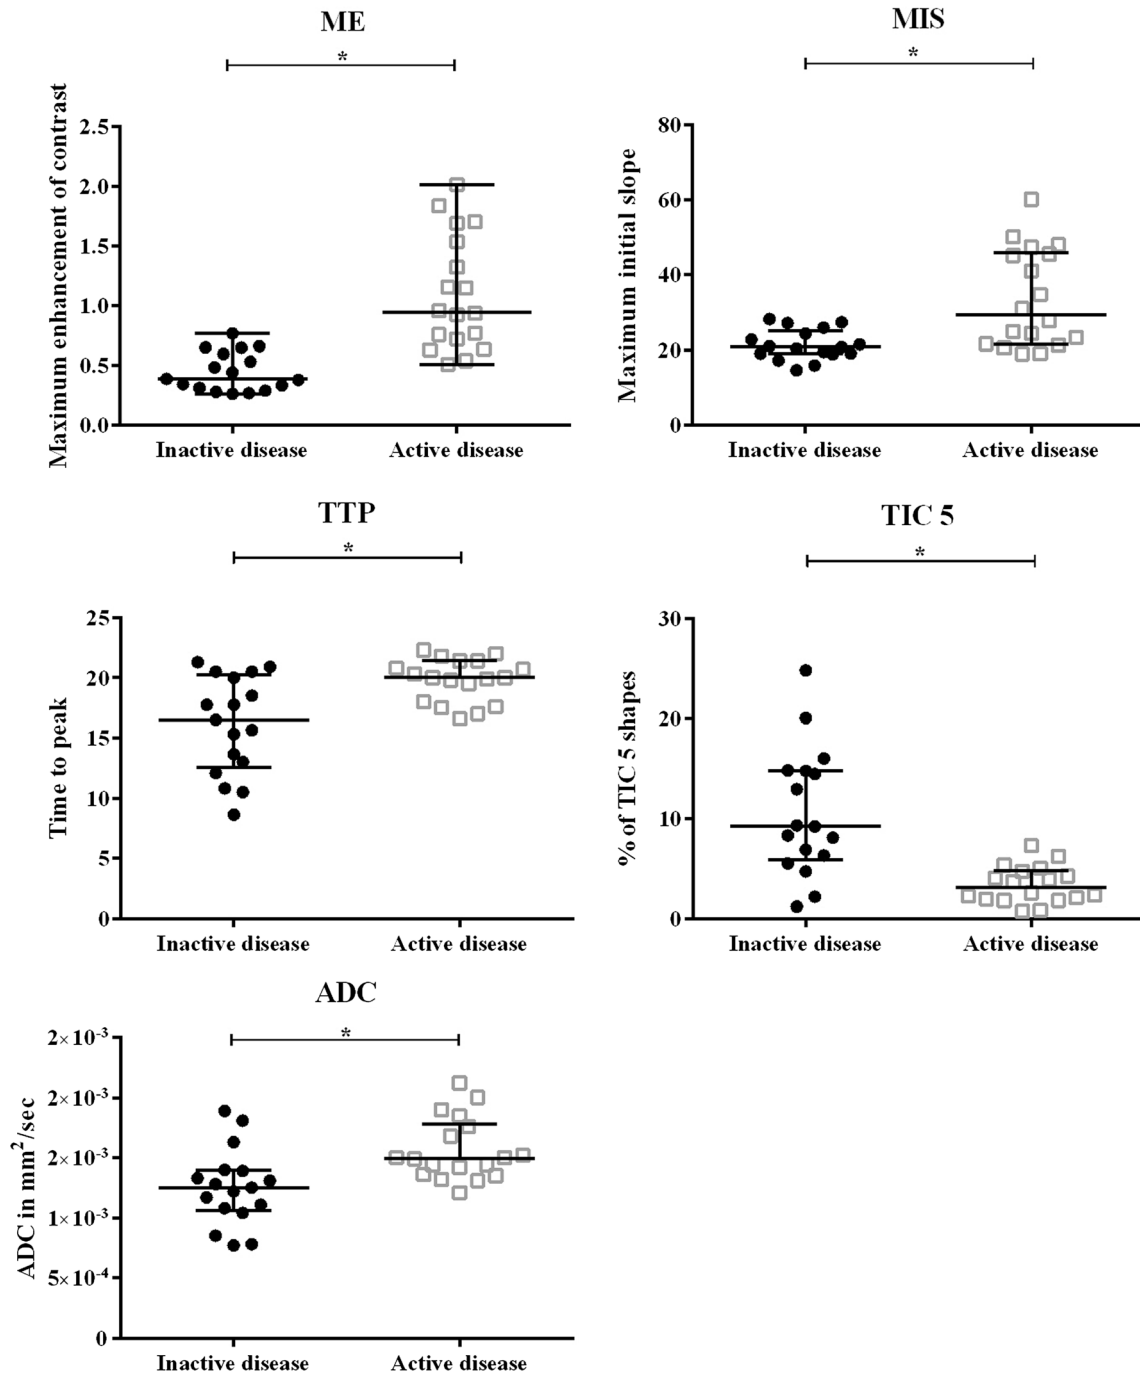 ME
*
Maximum enhancement of contrast
2.5
2.0
1.5
1.0
0.5
0.0
Inactive disease
Active disease
MIS
*
Maximum initial slope
80
60
40
20
0
Inactive disease
Active disease
TTP
*
Time to peak
25
20
15
10
5
0
Inactive disease
Active disease
TIC 5
*
% of TIC 5 shapes
30
20
10
0
Inactive disease
Active disease
ADC
*
ADC in mm²/sec
2×10⁻³
2×10⁻³
2×10⁻³
1×10⁻³
5×10⁻⁴
0
Inactive disease
Active disease